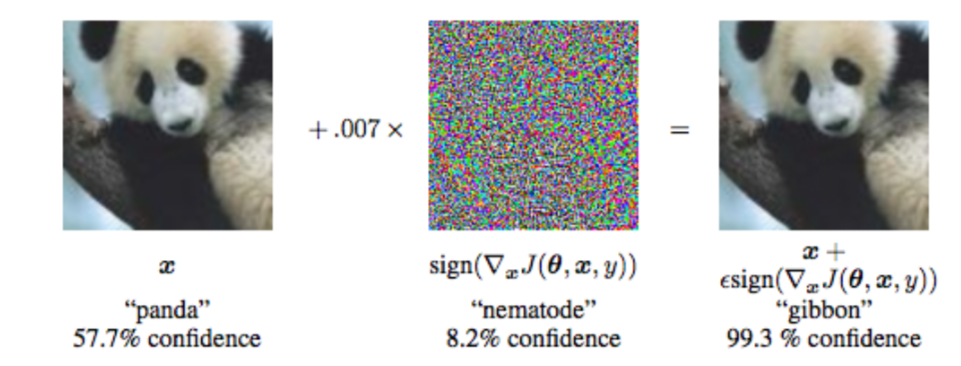 + .007 ×
=
x
sign(∇ₓJ(θ, x, y))
x +
ϵsign(∇ₓJ(θ, x, y))
“panda”
“nematode”
“gibbon”
57.7% confidence
8.2% confidence
99.3 % confidence